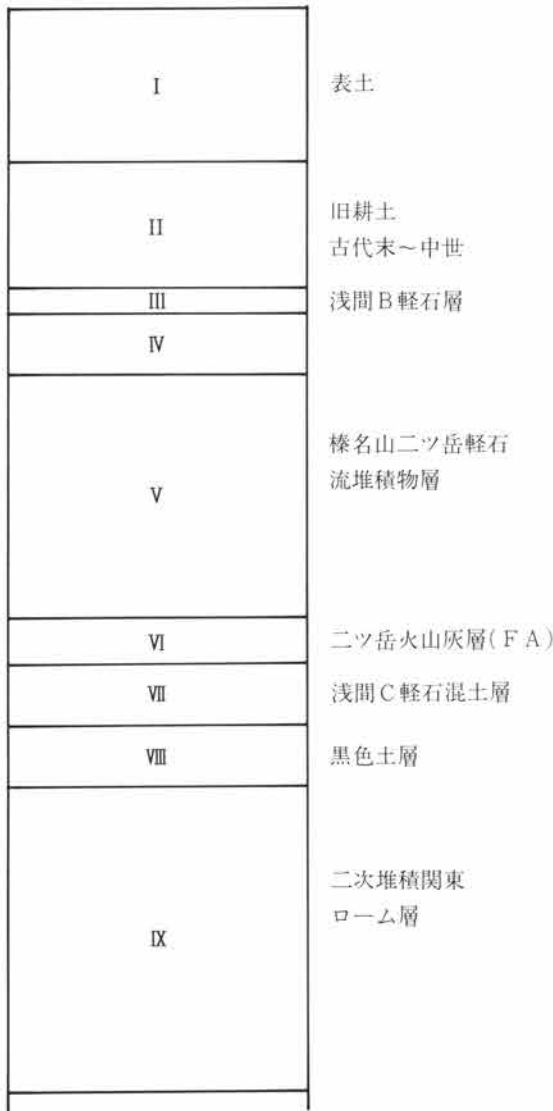 I
表土
II
旧耕土
古代末～中世
III
浅間B軽石層
IV
V
榛名山二ツ岳軽石
流堆積物層
VI
二ツ岳火山灰層(FA)
VII
浅間C軽石混土層
VIII
黒色土層
IX
二次堆積関東
ローム層